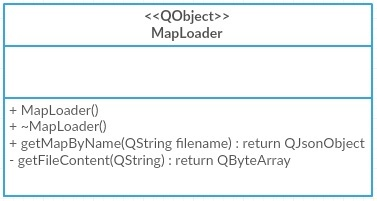 <<QObject>>
MapLoader
+ MapLoader()
+ ~MapLoader()
+ getMapByName(QString filename) : return QJsonObject
- getFileContent(QString) : return QByteArray